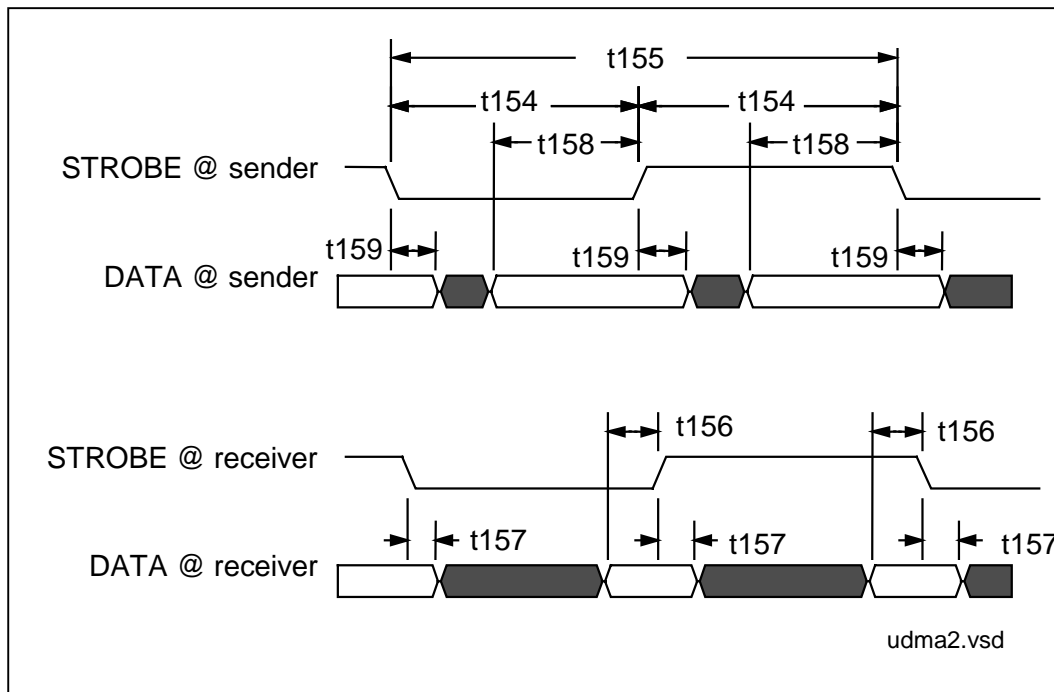 t155
t154 t154
t158 t158
STROBE @ sender
t159 t159 t159
DATA @ sender
t156 t156
STROBE @ receiver
t157 t157 t157
DATA @ receiver
udma2.vsd